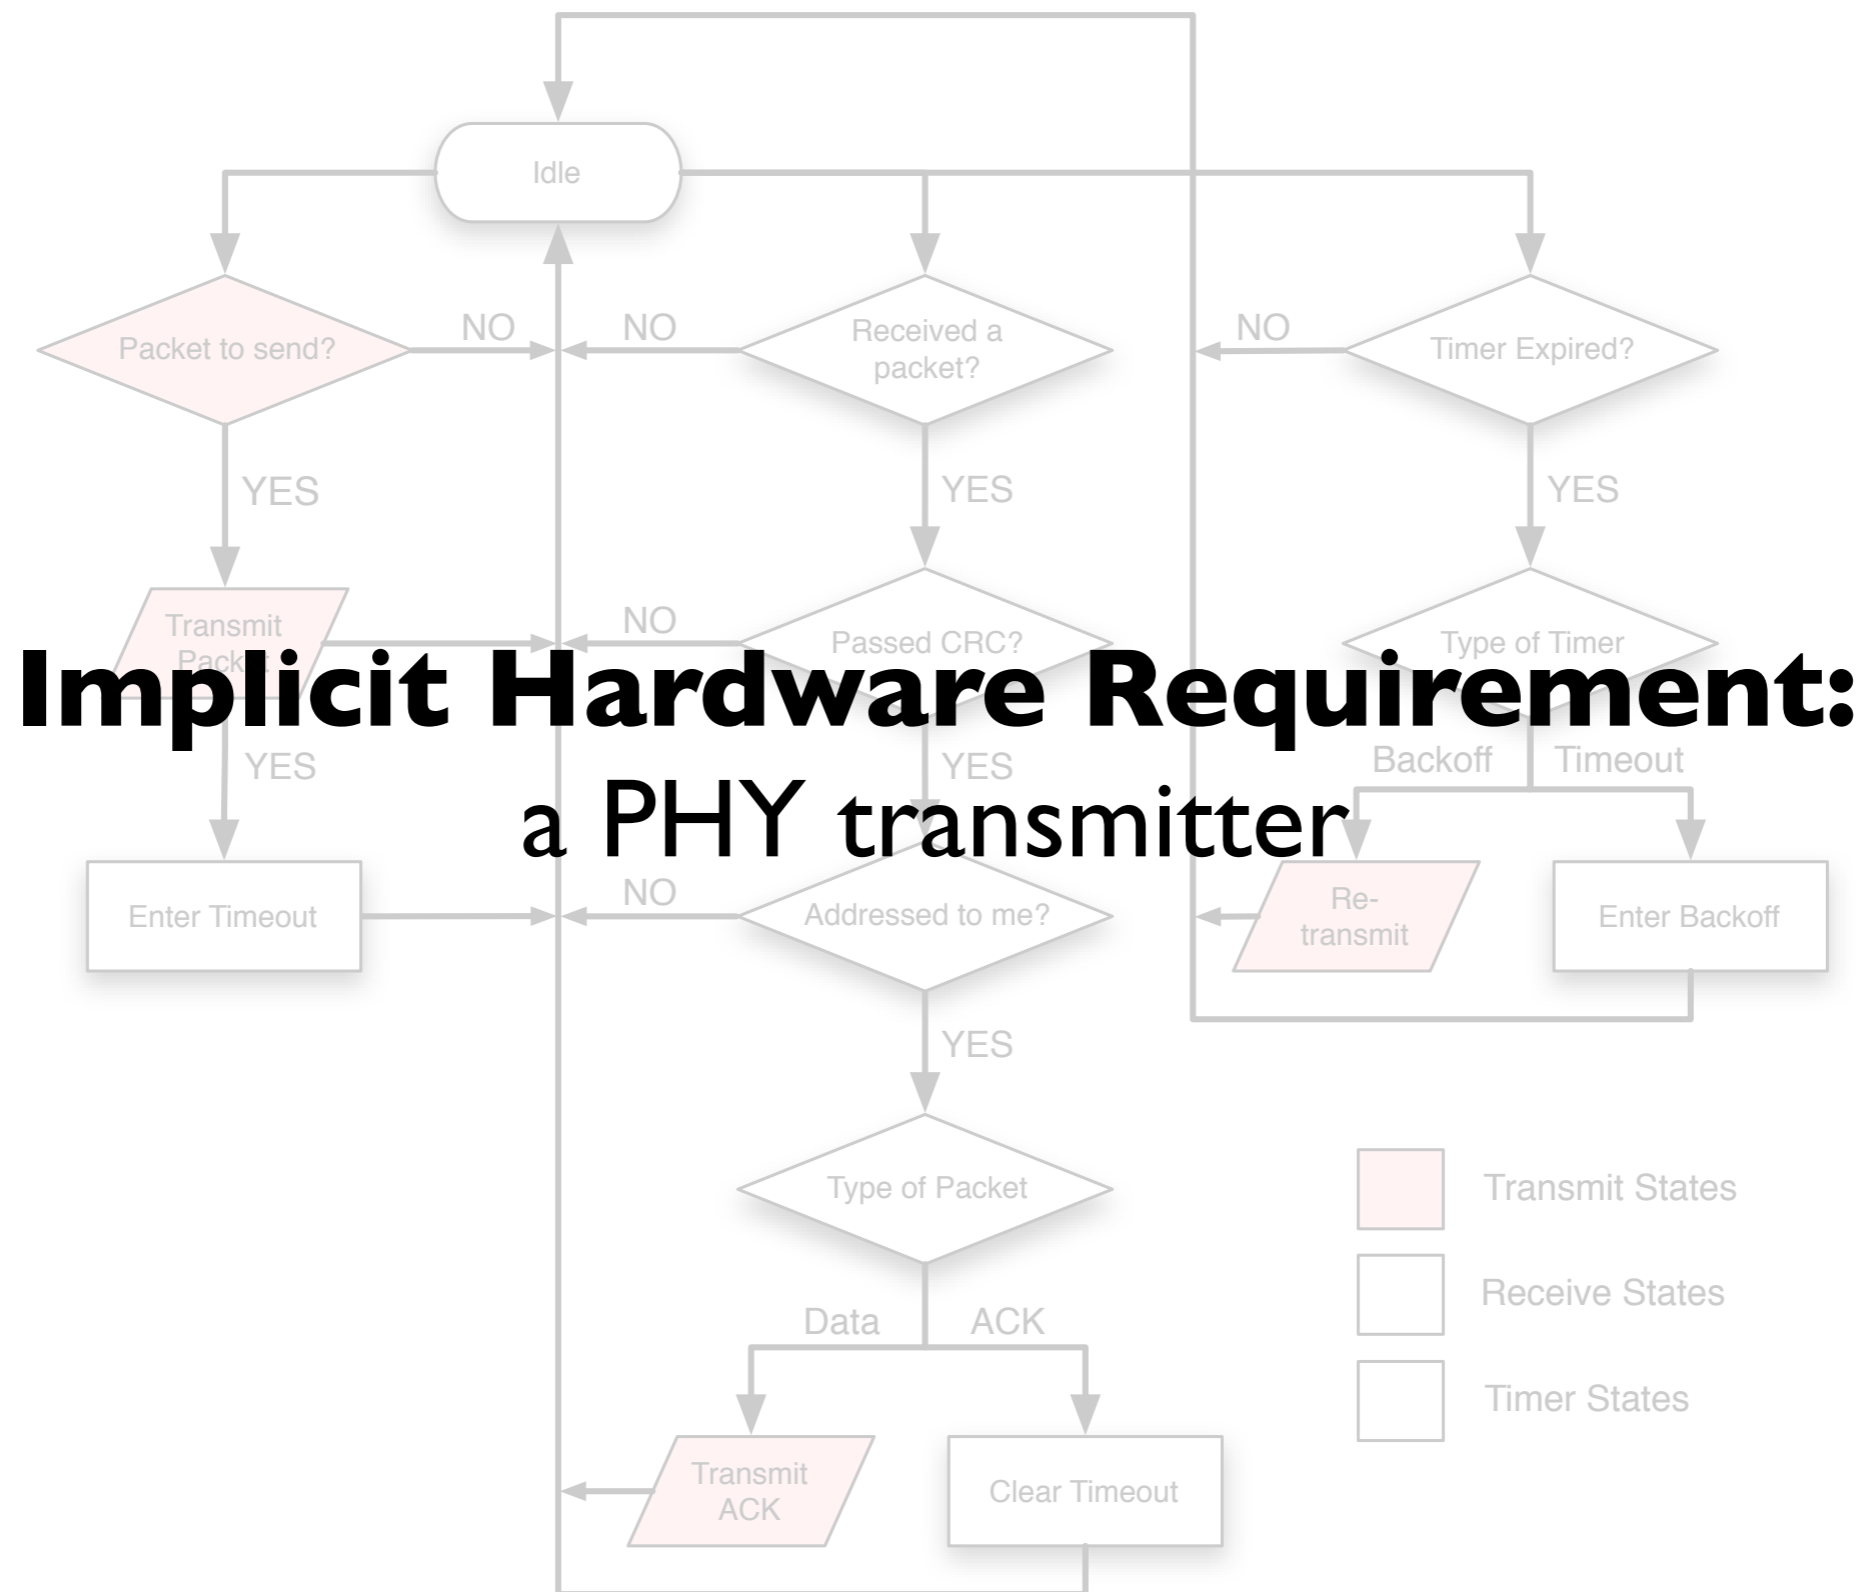 Idle
Packet to send?
NO
NO
Received a
packet?
NO
Timer Expired?
YES
YES
YES
Transmit
Packet
NO
Passed CRC?
Type of Timer
Implicit Hardware Requirement:
YES
YES
Backoff
Timeout
a PHY transmitter
Enter Timeout
NO
Addressed to me?
Re-
transmit
Enter Backoff
YES
Type of Packet
Transmit States
Receive States
Data
ACK
Timer States
Transmit
ACK
Clear Timeout